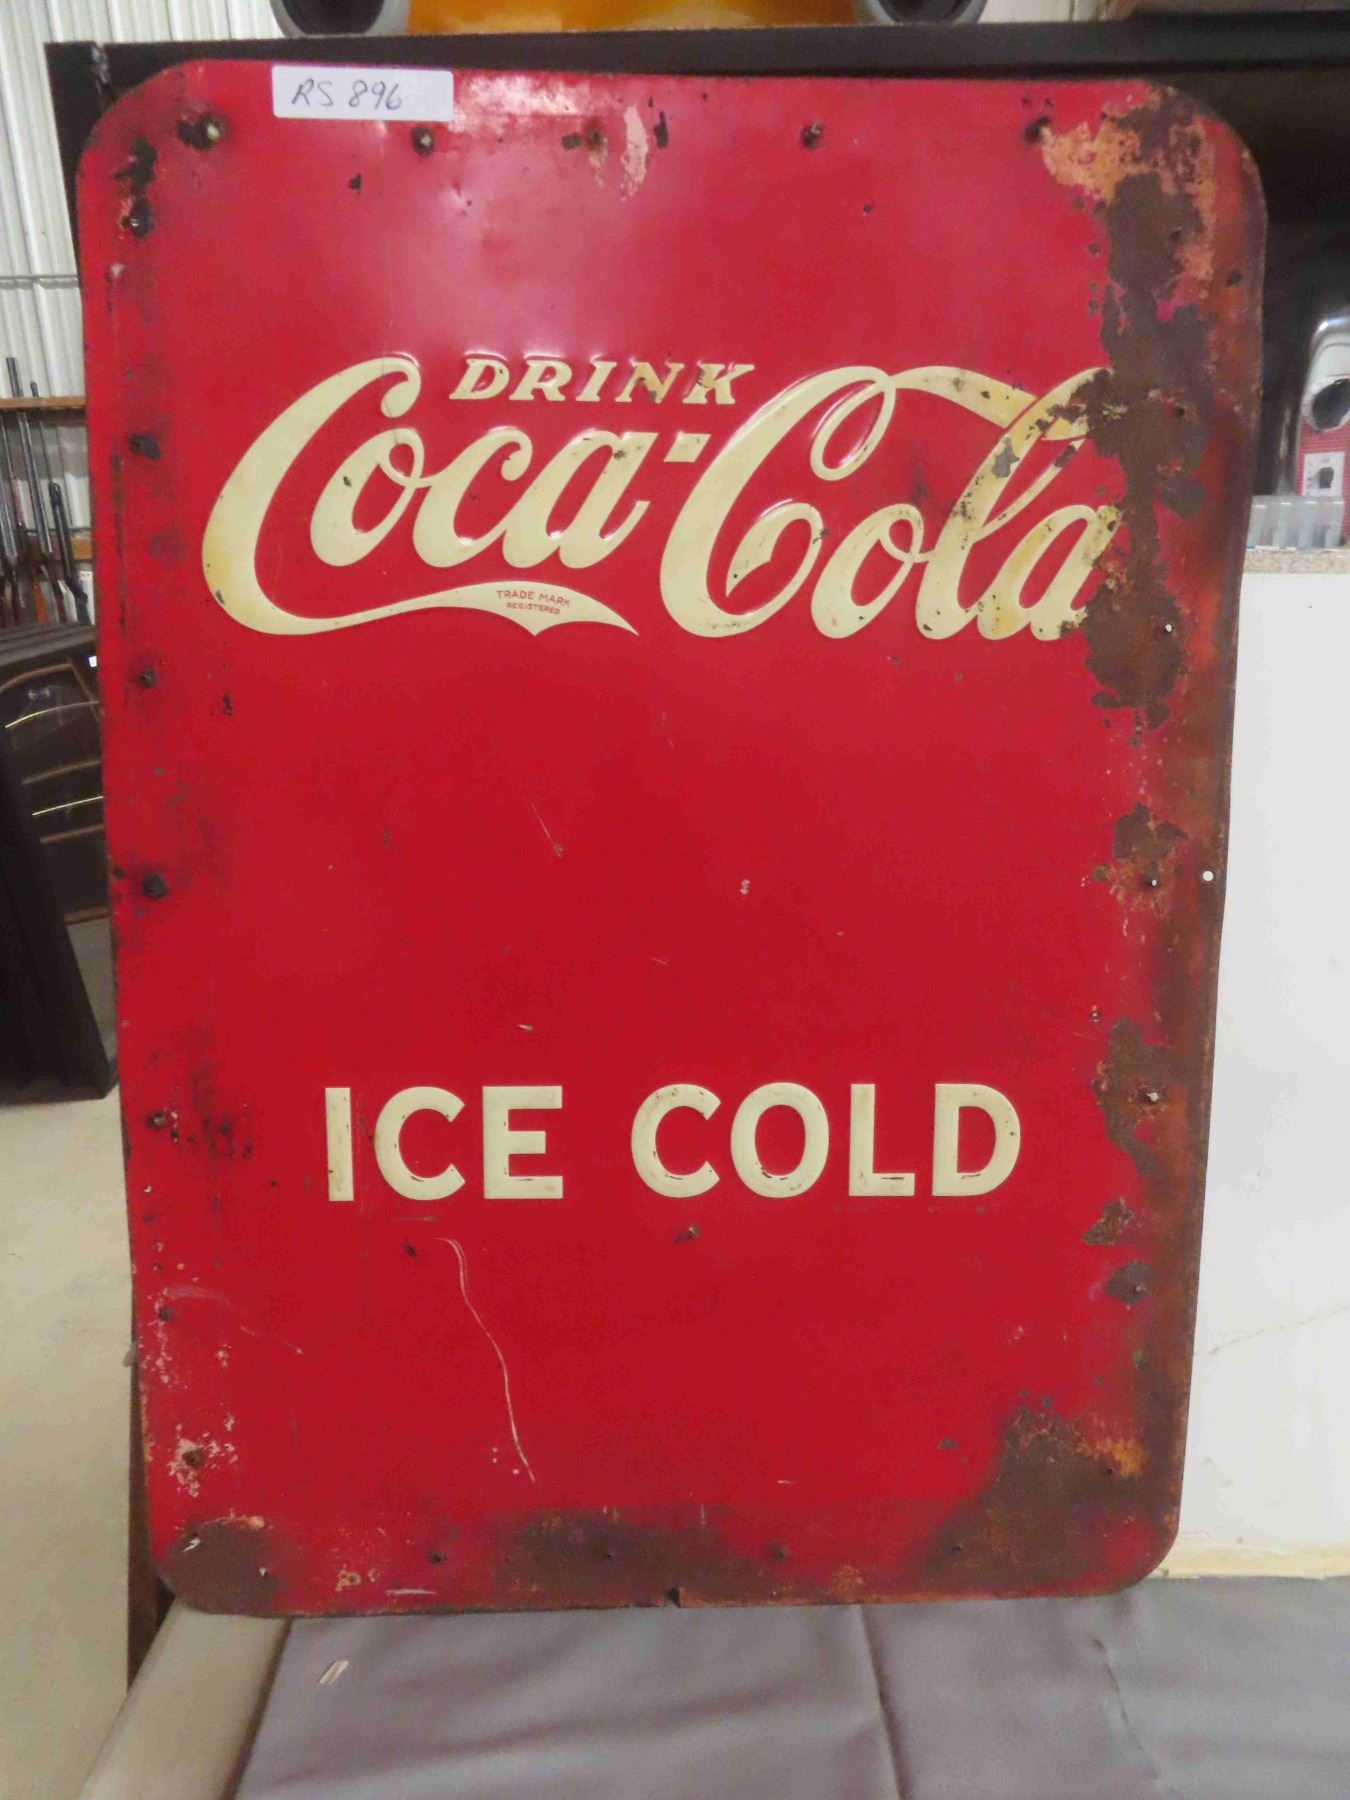 RS 896
DRINK
Coca-Cola
TRADE MARK
REGISTERED
ICE COLD